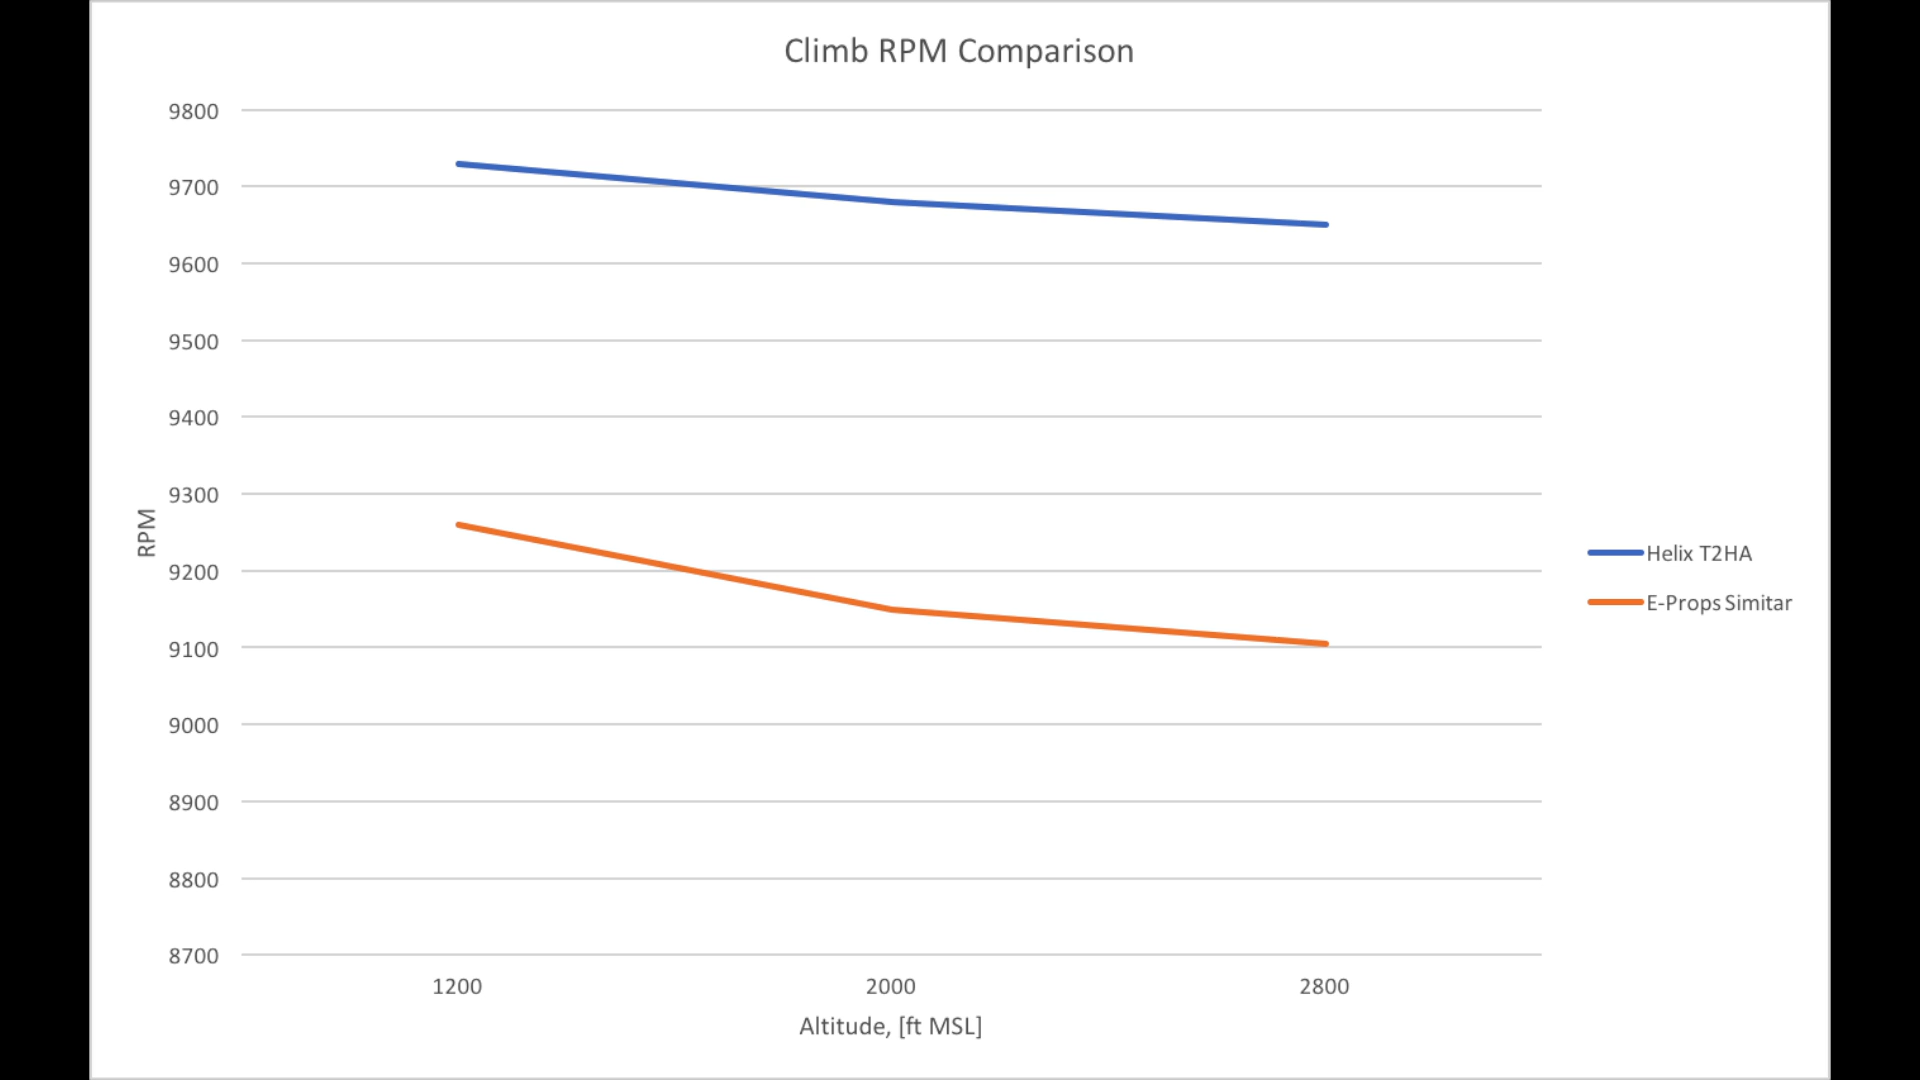 Climb RPM Comparison
9800
9700
9600
9500
9400
9300
9200
9100
9000
8900
8800
8700
RPM
1200 2000 2800
Altitude, [ft MSL]
Helix T2HA
E-Props Simitar